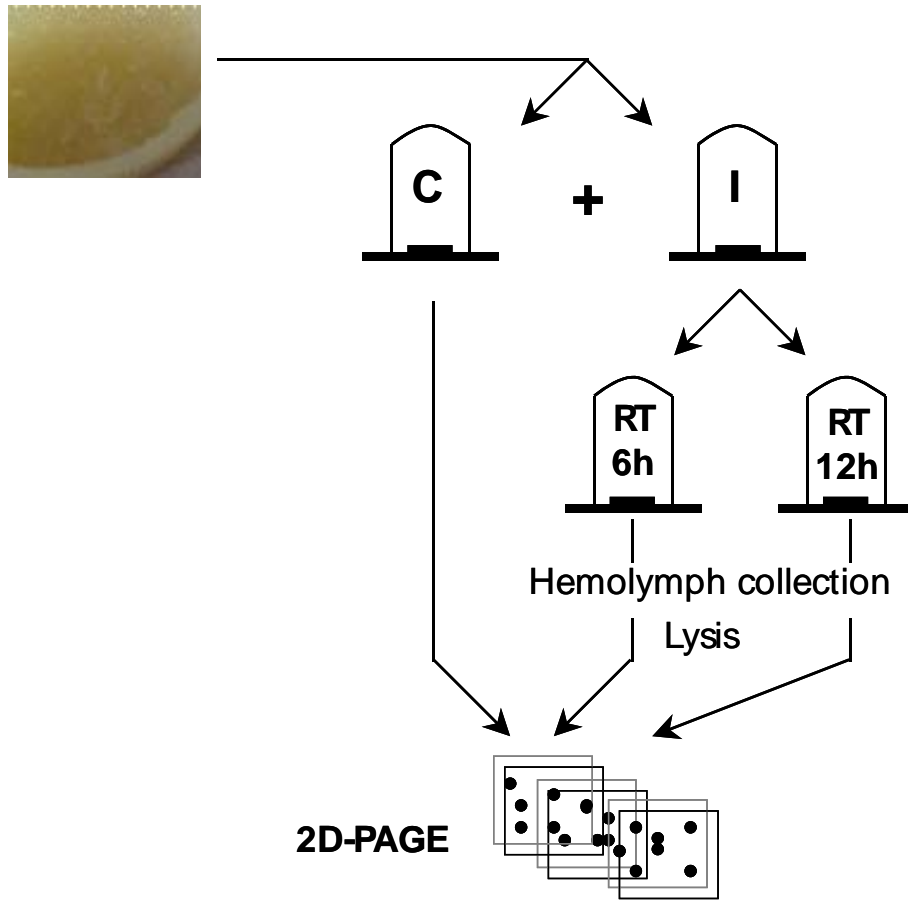 C
+
I
RT
6h
RT
12h
Hemolymph collection
Lysis
2D-PAGE